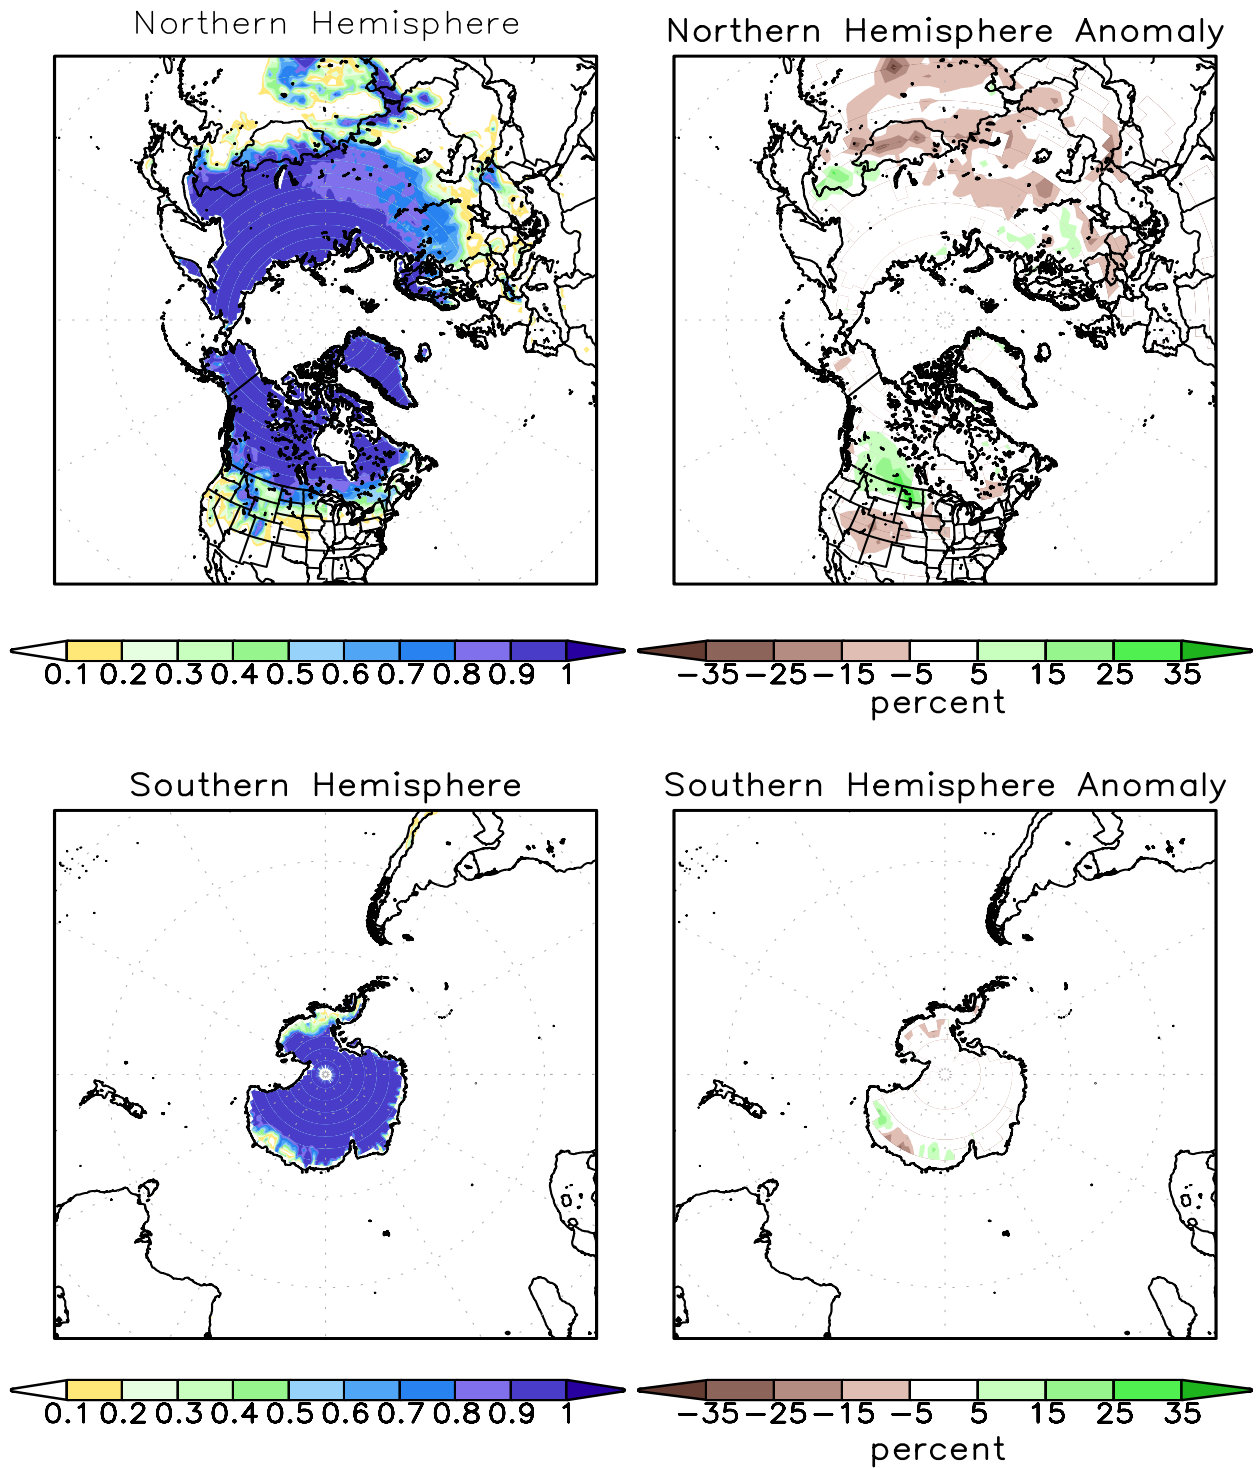 Northern Hemisphere
Northern Hemisphere Anomaly
0.1 0.2 0.3 0.4 0.5 0.6 0.7 0.8 0.9 1
−35 −25 −15 −5 5 15 25 35
percent
Southern Hemisphere
Southern Hemisphere Anomaly
0.1 0.2 0.3 0.4 0.5 0.6 0.7 0.8 0.9 1
−35 −25 −15 −5 5 15 25 35
percent